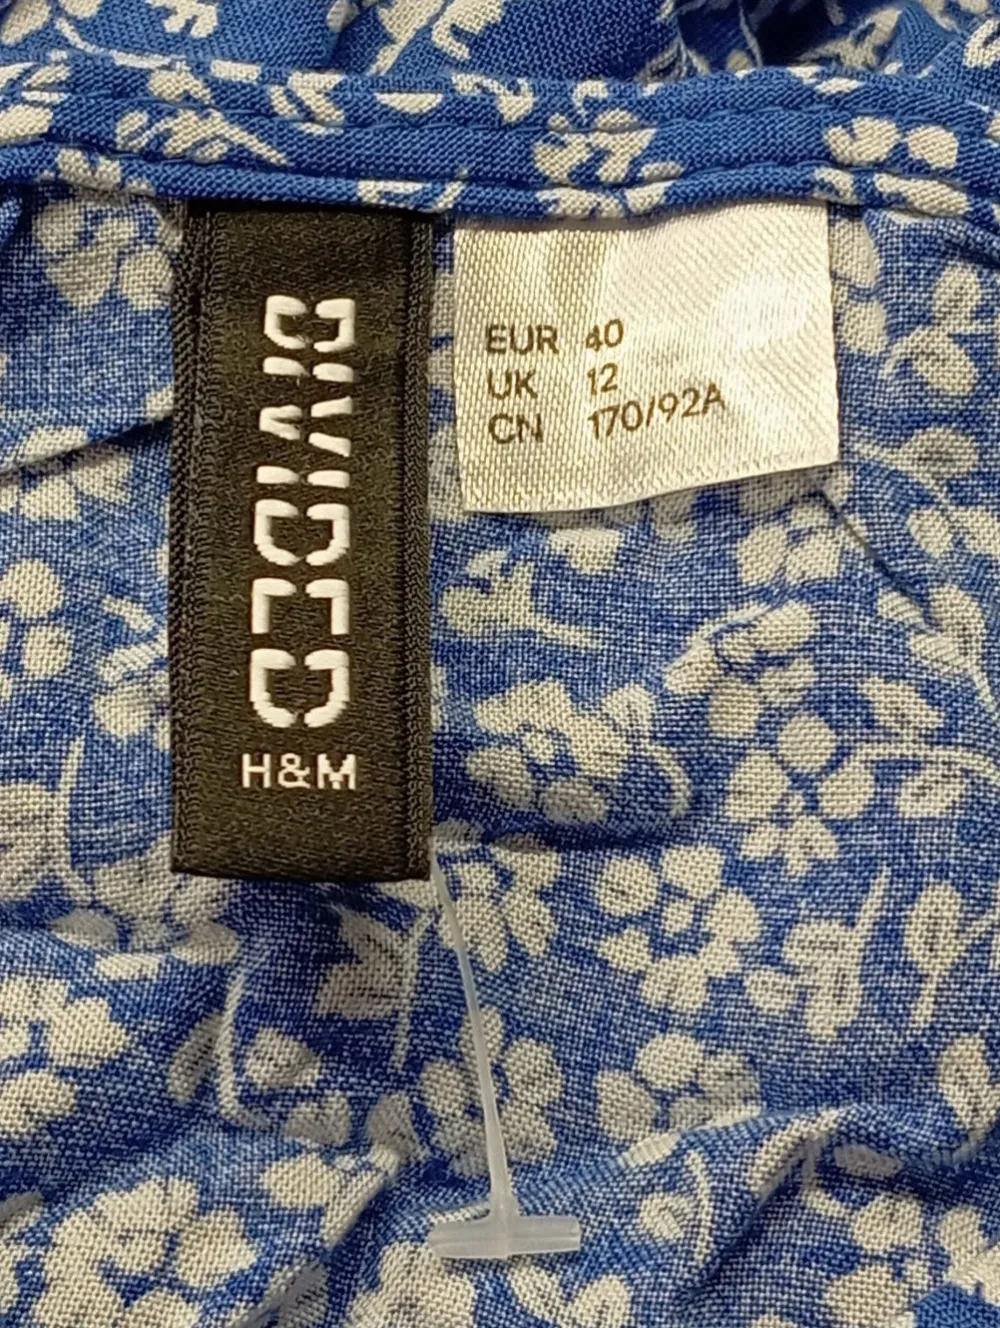 DIVIDED
H&M
EUR 40
UK 12
CN 170/92A